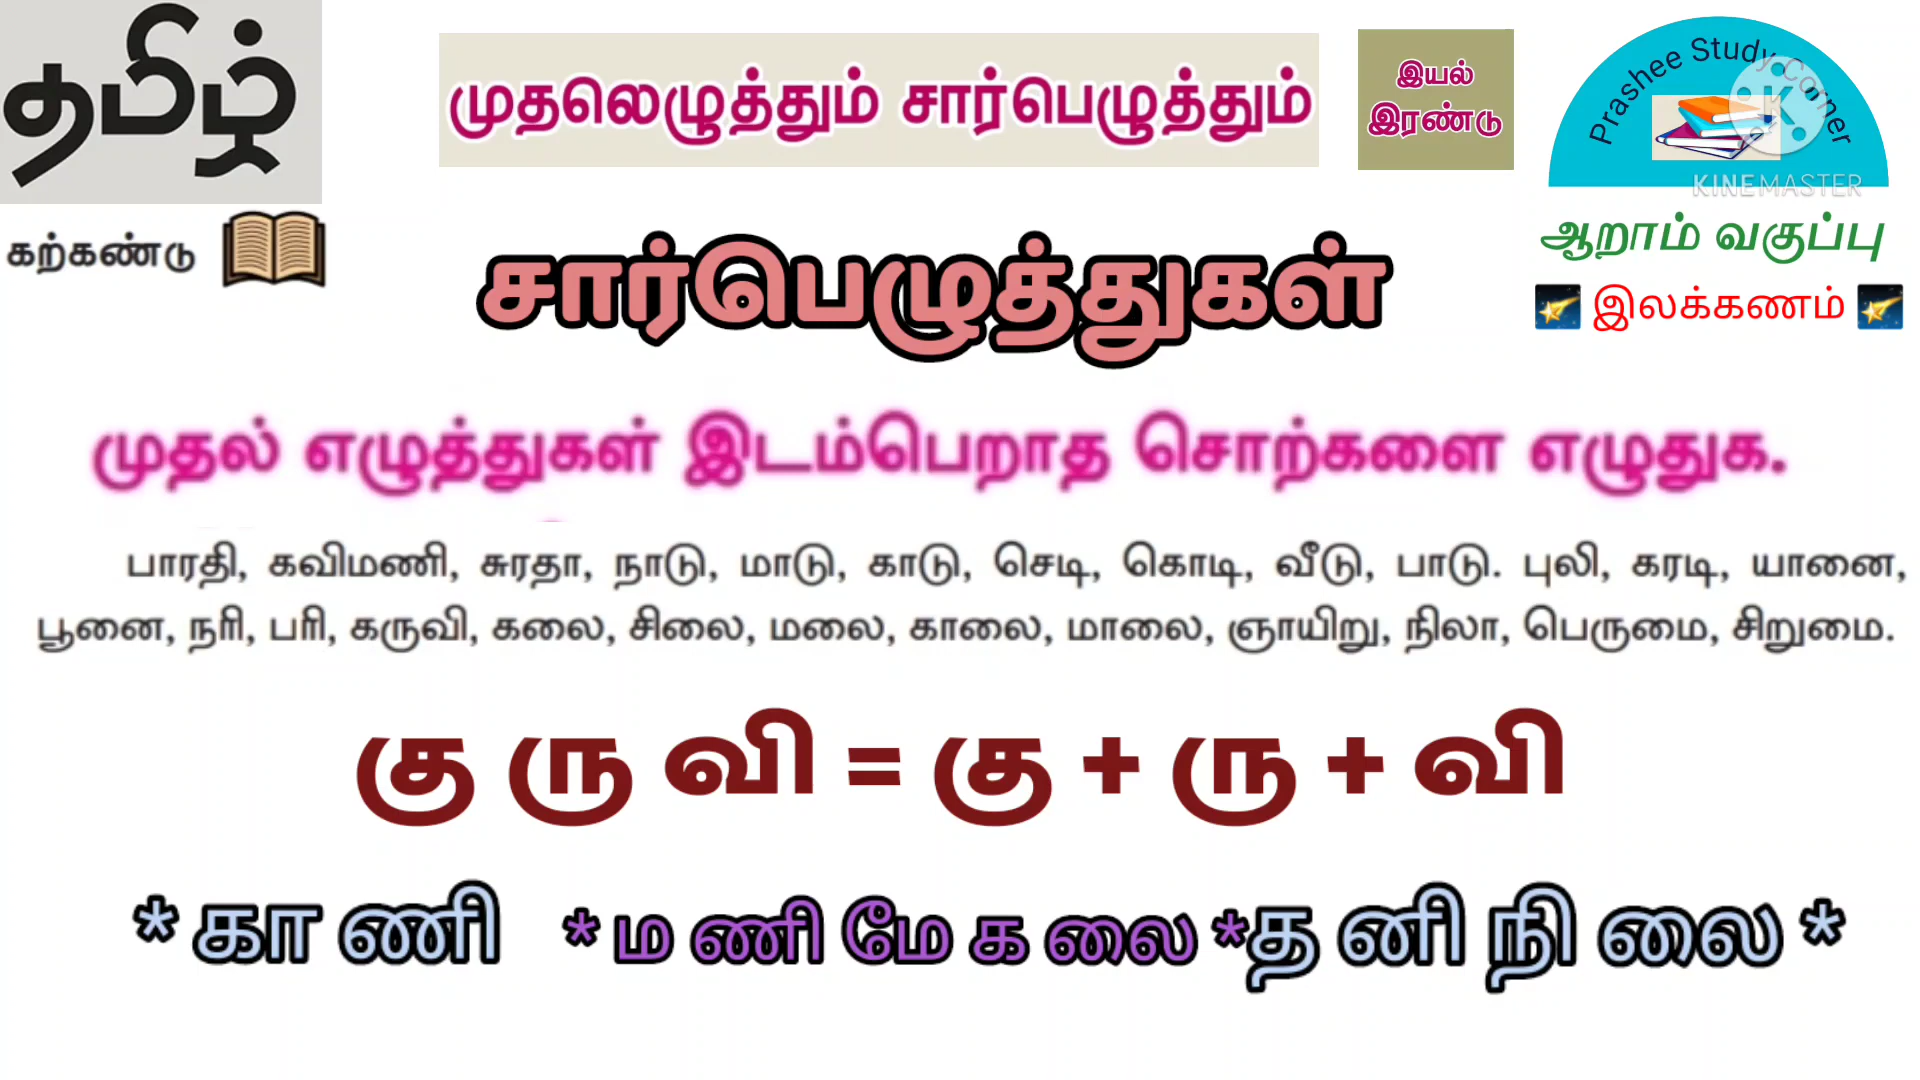 தமிழ்
முதலெழுத்தும் சார்பெழுத்தும்
இயல்
இரண்டு
Prashee Study Corner
KINEMASTER
கற்கண்டு
சார்பெழுத்துகள்
ஆறாம் வகுப்பு
இலக்கணம்
முதல் எழுத்துகள் இடம்பெறாத சொற்களை எழுதுக.
பாரதி, கவிமணி, சுரதா, நாடு, மாடு, காடு, செடி, கொடி, வீடு, பாடு. புலி, கரடி, யானை,
பூனை, நரி, பரி, கருவி, கலை, சிலை, மலை, காலை, மாலை, ஞாயிறு, நிலா, பெருமை, சிறுமை.
கு ரு வி = கு + ரு + வி
* கா ணி * ம ணி மே க லை *த னி நி லை *